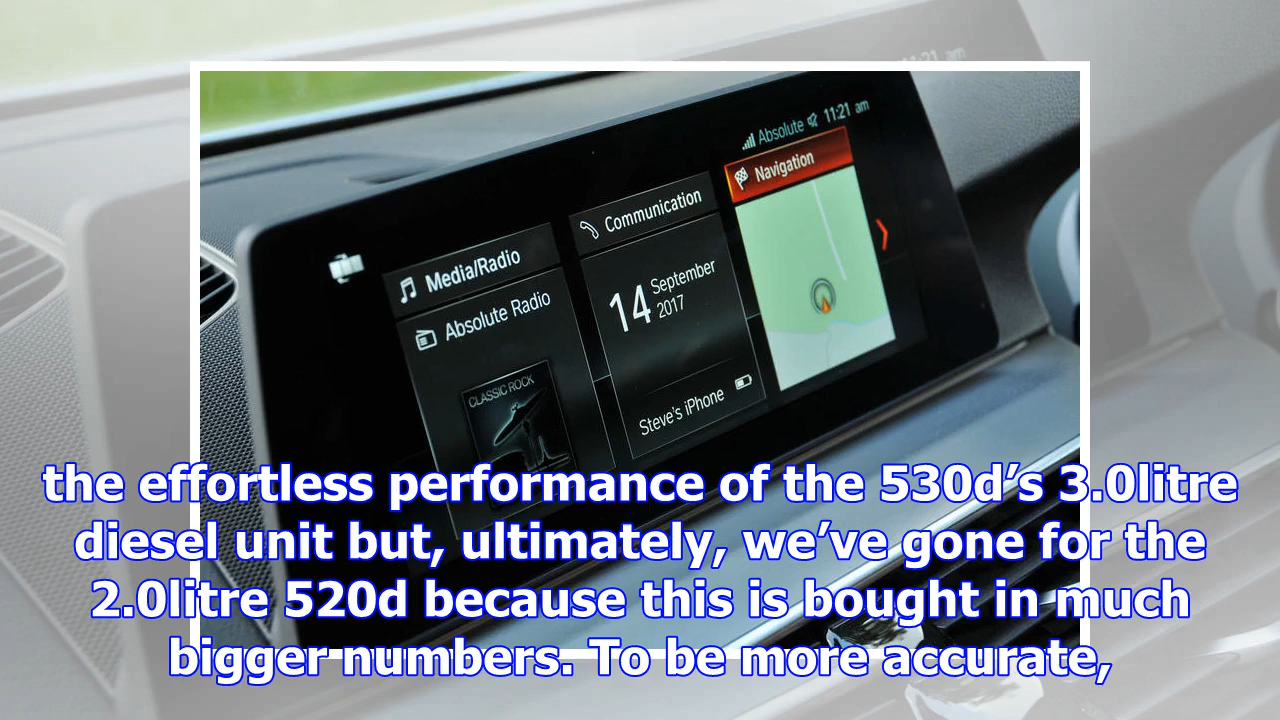 Absolute 11:21 am
Navigation
Communication
Media/Radio
14 September
2017
Absolute Radio
CLASSIC ROCK
Steve's iPhone
the effortless performance of the 530d’s 3.0litre
diesel unit but, ultimately, we’ve gone for the
2.0litre 520d because this is bought in much
bigger numbers. To be more accurate,